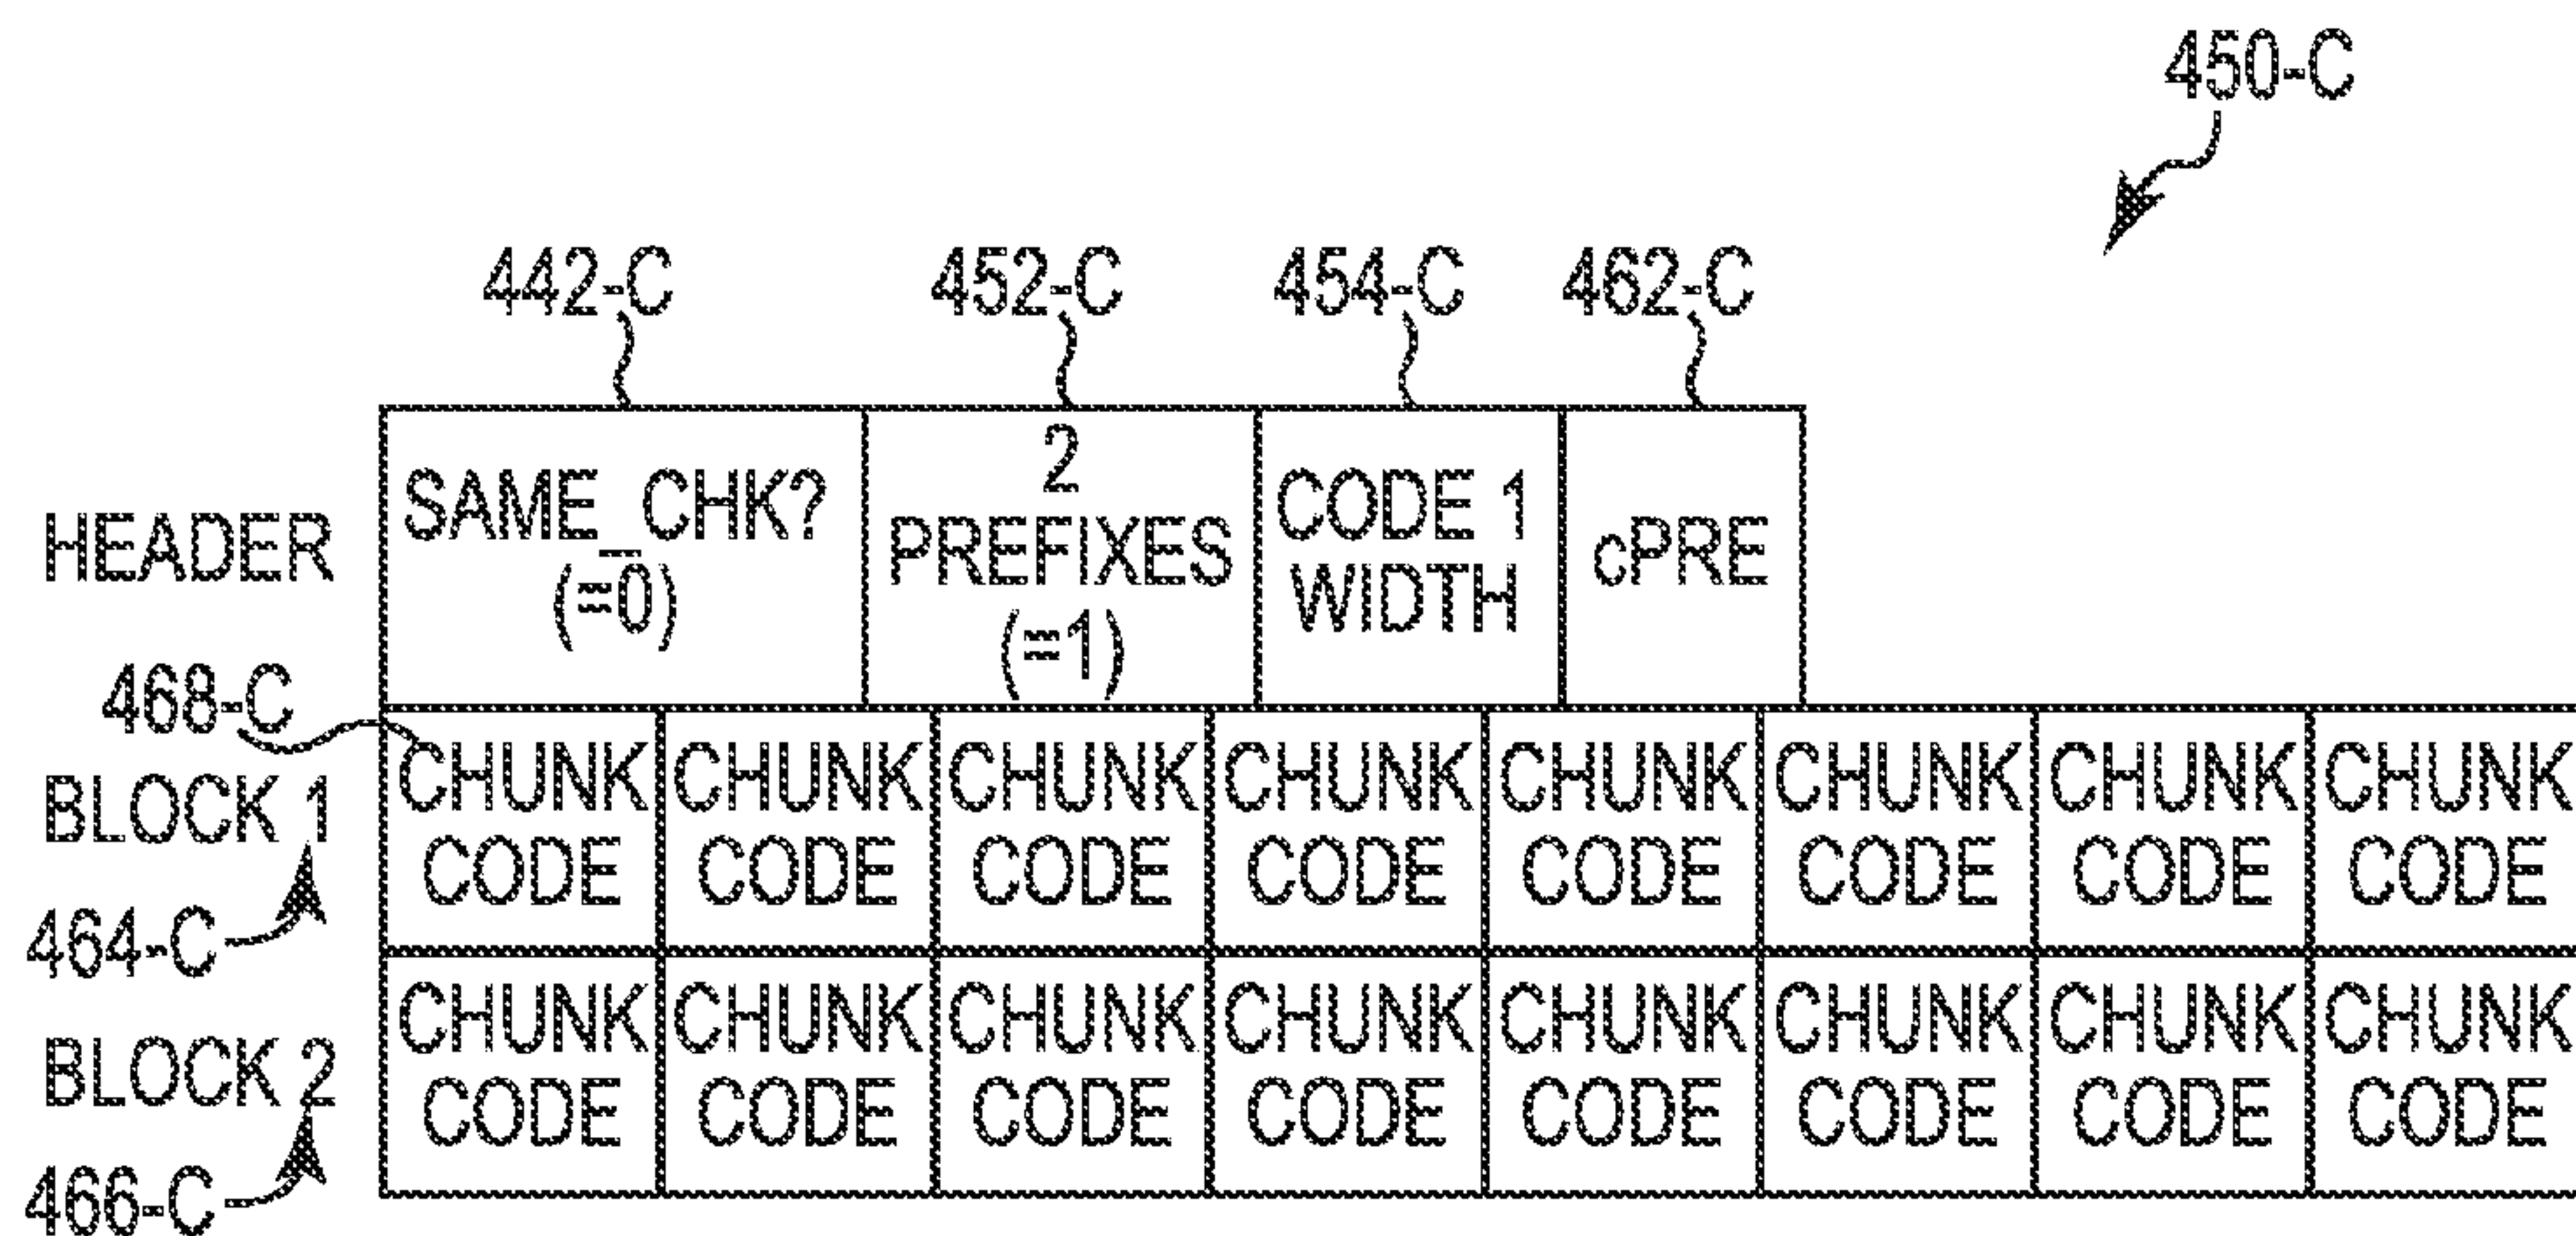 450-C
442-C 452-C 454-C 462-C
HEADER
SAME_CHK?
(=0)
2
PREFIXES
(=1)
CODE 1
WIDTH
cPRE
468-C
BLOCK 1
464-C
CHUNK CHUNK CHUNK CHUNK CHUNK CHUNK CHUNK CHUNK
CODE CODE CODE CODE CODE CODE CODE CODE
BLOCK 2
466-C
CHUNK CHUNK CHUNK CHUNK CHUNK CHUNK CHUNK CHUNK
CODE CODE CODE CODE CODE CODE CODE CODE